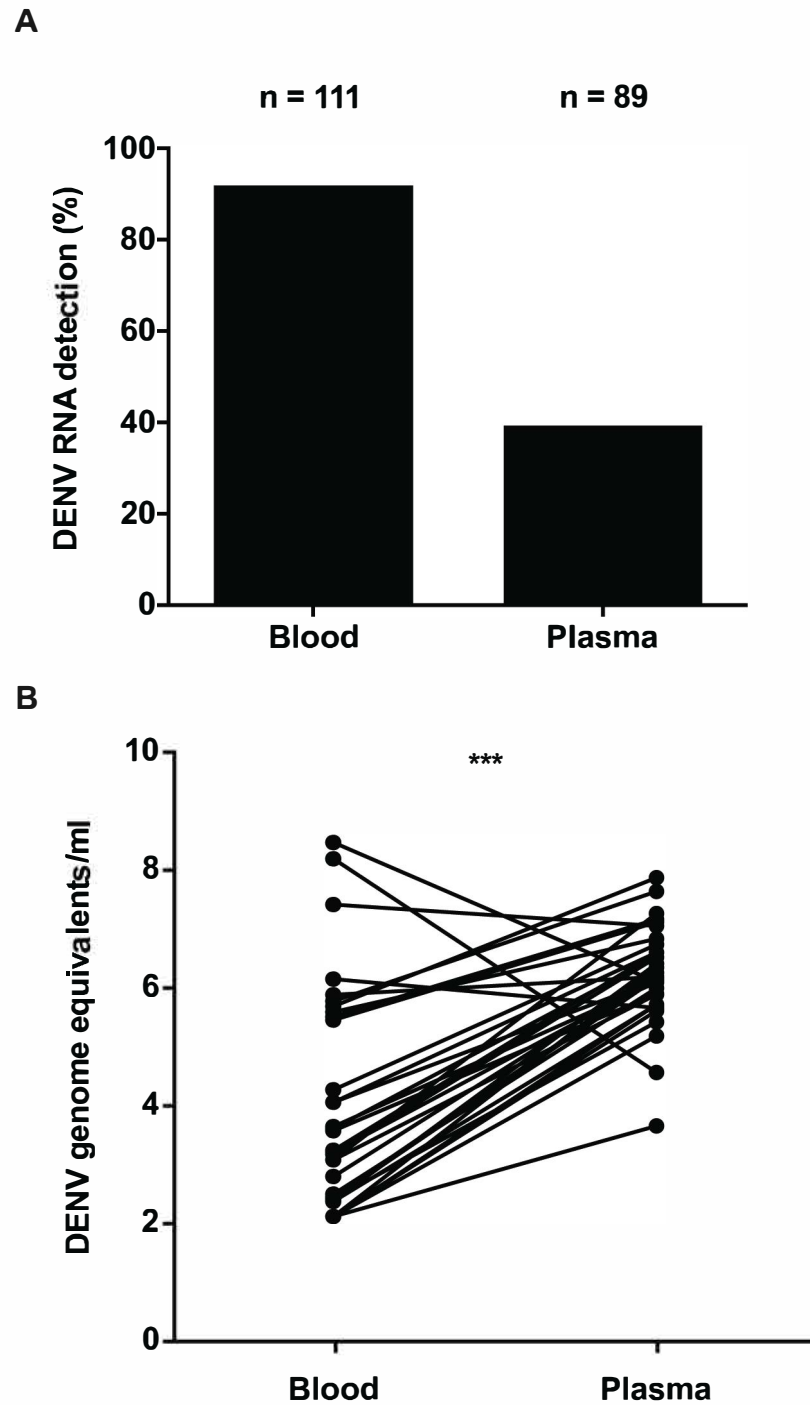 A
n = 111 n = 89
100
80
60
40
20
0
DENV RNA detection (%)
Blood Plasma
B
10
***
8
6
4
2
0
DENV genome equivalents/ml
Blood Plasma